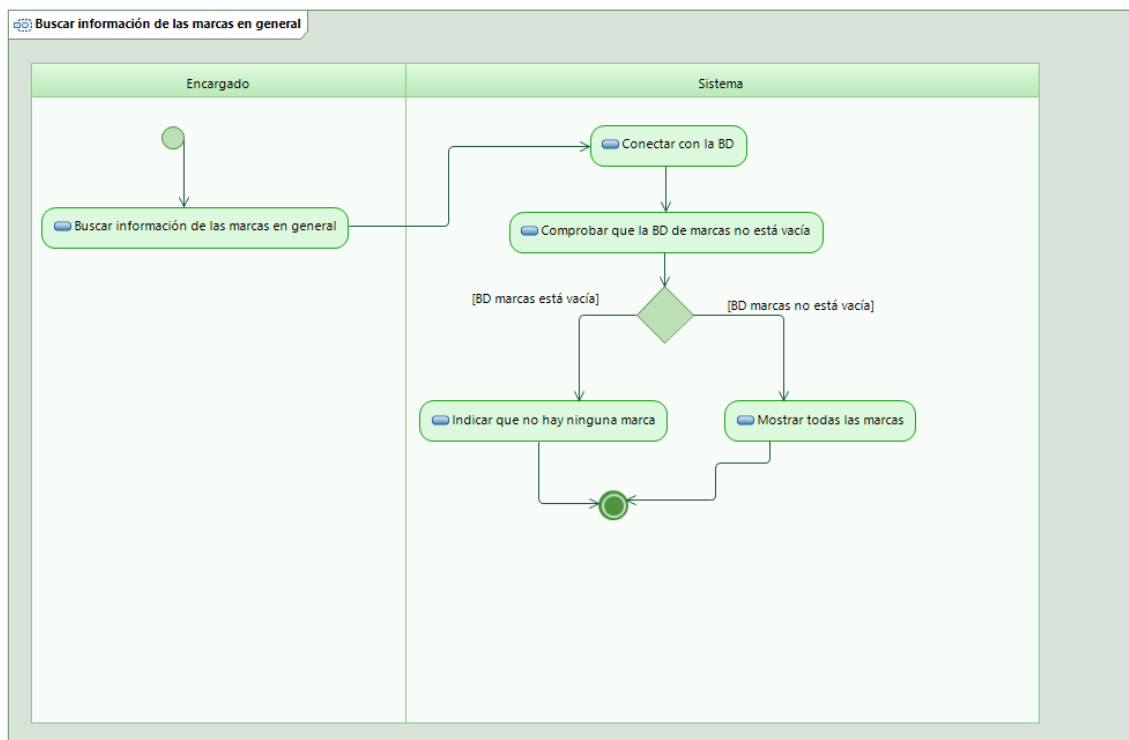 Buscar información de las marcas en general
Encargado
Sistema
Conectar con la BD
Buscar información de las marcas en general
Comprobar que la BD de marcas no está vacía
[BD marcas está vacía]
[BD marcas no está vacía]
Indicar que no hay ninguna marca
Mostrar todas las marcas